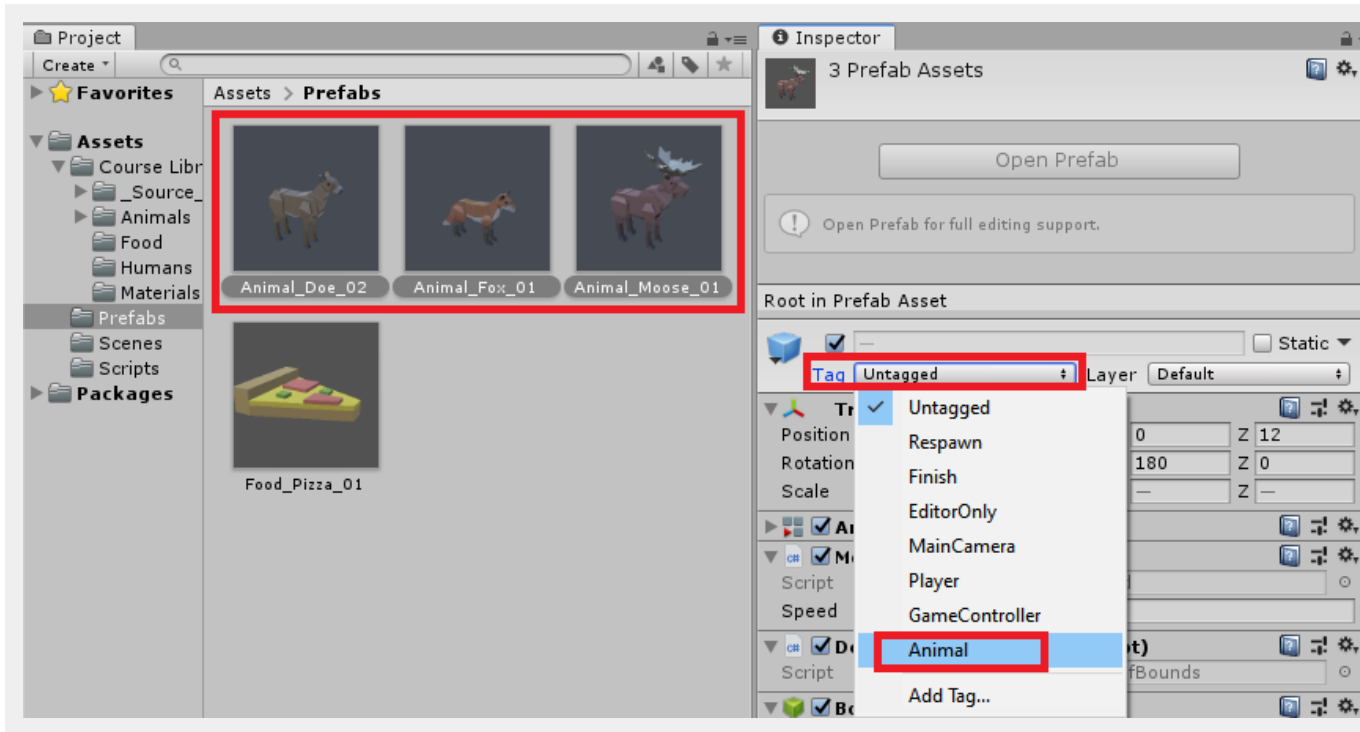 Project
Create
Favorites
Assets
Course Libr
_Source_
Animals
Food
Humans
Materials
Prefabs
Scenes
Scripts
Packages
Assets > Prefabs
Animal_Doe_02
Animal_Fox_01
Animal_Moose_01
Food_Pizza_01
Inspector
3 Prefab Assets
Open Prefab
Open Prefab for full editing support.
Root in Prefab Asset
— Static
Tag Untagged Layer Default
Tr
Position 0 Z 12
Rotation 180 Z 0
Scale — Z —
Script
Speed
t)
Script fBounds
Untagged
Respawn
Finish
EditorOnly
MainCamera
Player
GameController
Animal
Add Tag...